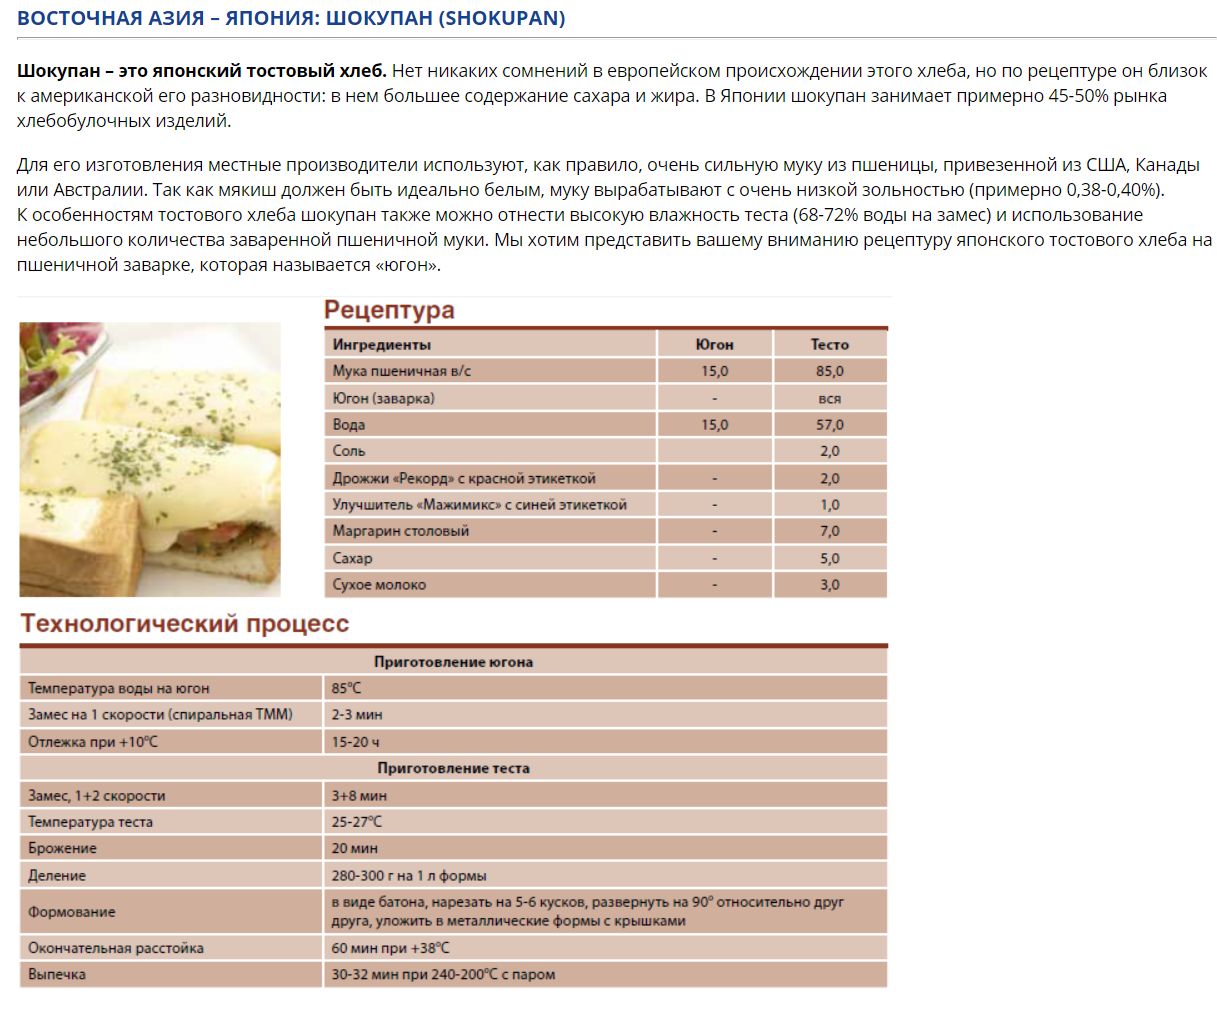 ВОСТОЧНАЯ АЗИЯ – ЯПОНИЯ: ШОКУПАН (SHOKUPAN)
Шокупан – это японский тостовый хлеб. Нет никаких сомнений в европейском происхождении этого хлеба, но по рецептуре он близок
к американской его разновидности: в нем большее содержание сахара и жира. В Японии шокупан занимает примерно 45-50% рынка
хлебобулочных изделий.
Для его изготовления местные производители используют, как правило, очень сильную муку из пшеницы, привезенной из США, Канады
или Австралии. Так как мякиш должен быть идеально белым, муку вырабатывают с очень низкой зольностью (примерно 0,38-0,40%).
К особенностям тостового хлеба шокупан также можно отнести высокую влажность теста (68-72% воды на замес) и использование
небольшого количества заваренной пшеничной муки. Мы хотим представить вашему вниманию рецептуру японского тостового хлеба на
пшеничной заварке, которая называется «югон».
Рецептура
Ингредиенты Югон Тесто
Мука пшеничная в/с 15,0 85,0
Югон (заварка) - вся
Вода 15,0 57,0
Соль 2,0
Дрожжи «Рекорд» с красной этикеткой - 2,0
Улучшитель «Мажимикс» с синей этикеткой - 1,0
Маргарин столовый - 7,0
Сахар - 5,0
Сухое молоко - 3,0
Технологический процесс
Приготовление югона
Температура воды на югон 85°С
Замес на 1 скорости (спиральная ТММ) 2-3 мин
Отлежка при +10°С 15-20 ч
Приготовление теста
Замес, 1+2 скорости 3+8 мин
Температура теста 25-27°С
Брожение 20 мин
Деление 280-300 г на 1 л формы
Формование в виде батона, нарезать на 5-6 кусков, развернуть на 90° относительно друг
друга, уложить в металлические формы с крышками
Окончательная расстойка 60 мин при +38°С
Выпечка 30-32 мин при 240-200°С с паром